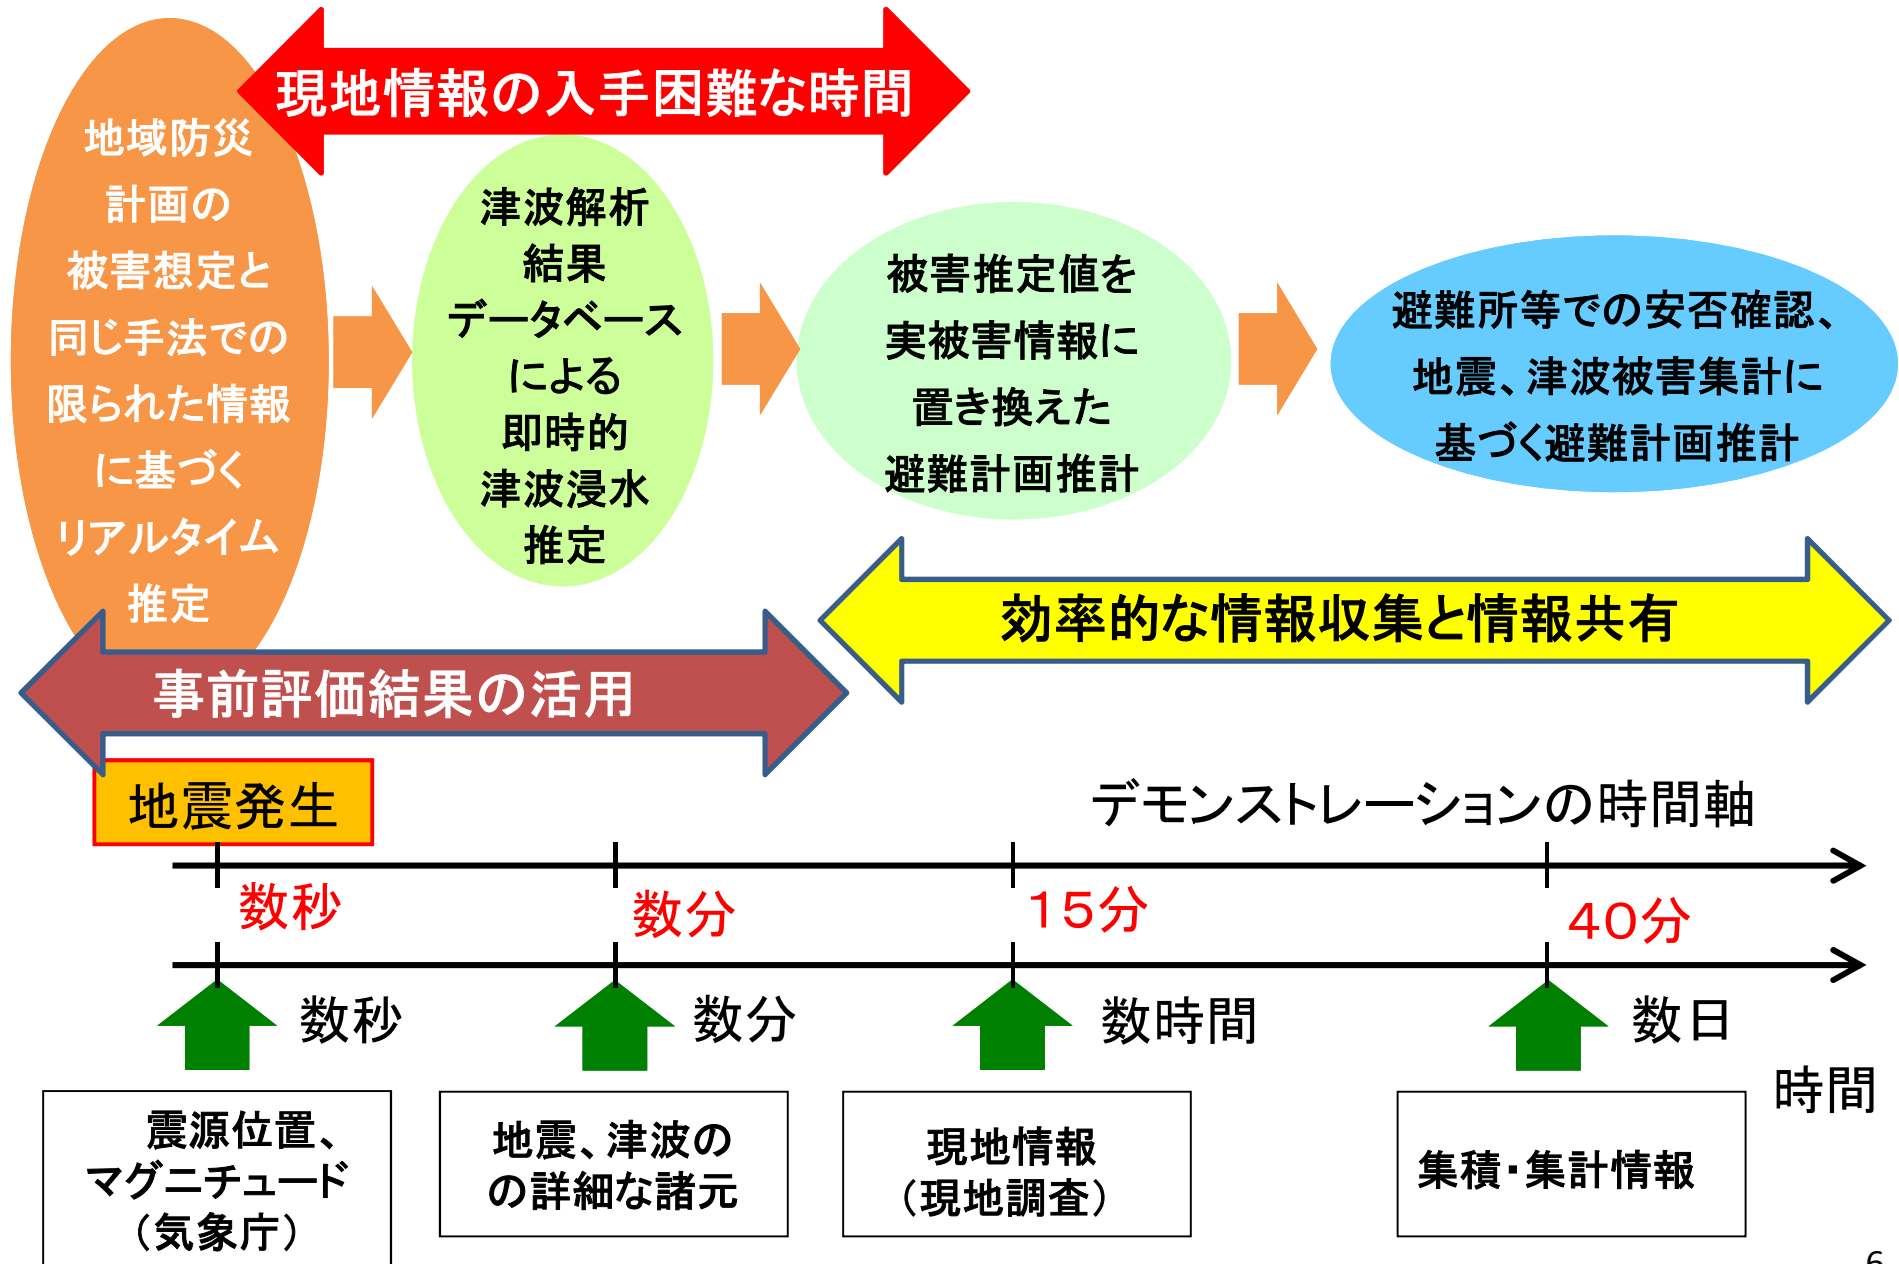 現地情報の入手困難な時間
地域防災
計画の
被害想定と
同じ手法での
限られた情報
に基づく
リアルタイム
推定
津波解析
結果
データベース
による
即時的
津波浸水
推定
被害推定値を
実被害情報に
置き換えた
避難計画推計
避難所等での安否確認、
地震、津波被害集計に
基づく避難計画推計
効率的な情報収集と情報共有
事前評価結果の活用
地震発生
デモンストレーションの時間軸
数秒
数分
15分
40分
数秒
数分
数時間
数日
時間
震源位置、
マグニチュード
（気象庁）
地震、津波の
の詳細な諸元
現地情報
（現地調査）
集積・集計情報
6